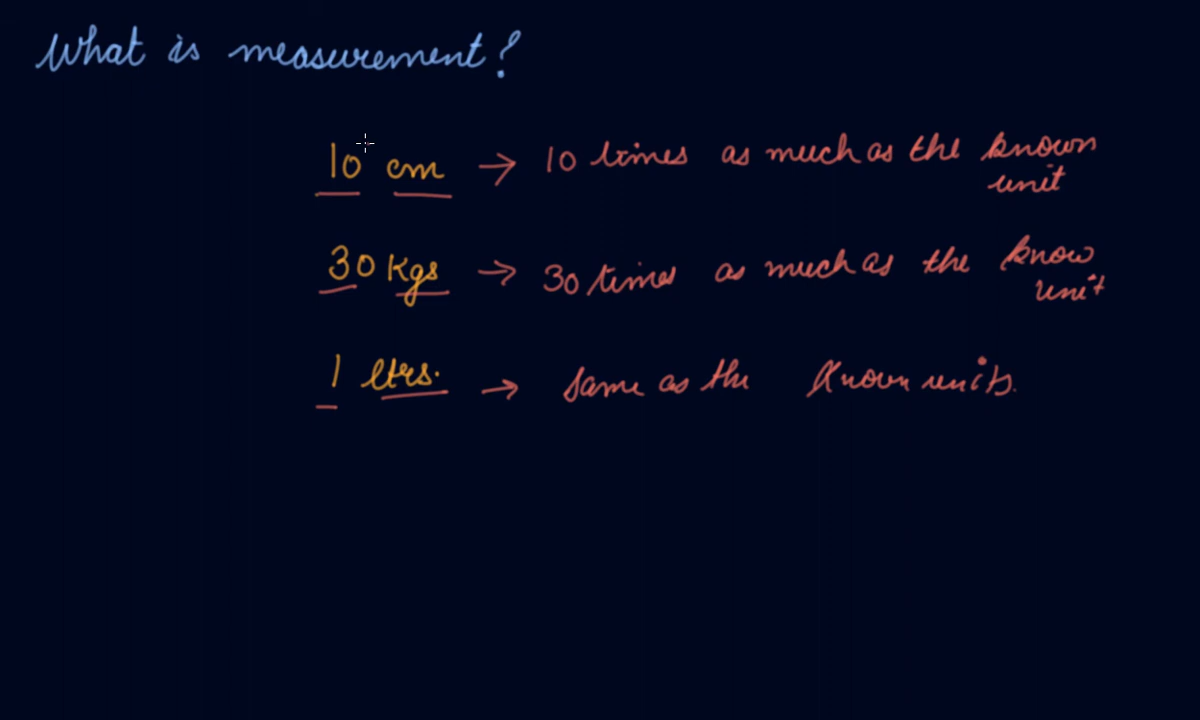 What is measurement?
10 cm → 10 times as much as the known
unit
30 Kgs → 30 times as much as the know
unit
1 ltrs. → same as the known units.